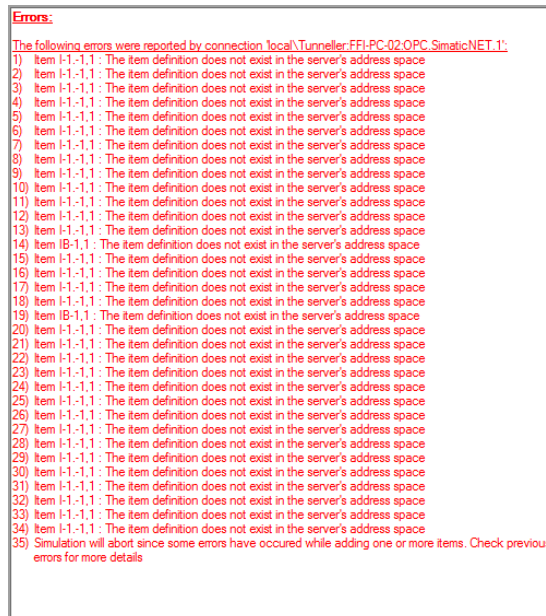 Errors:
The following errors were reported by connection 'local\Tunneller:FFI-PC-02:OPC.SimaticNET.1':
1) Item I-1.-1,1 : The item definition does not exist in the server's address space
2) Item I-1.-1,1 : The item definition does not exist in the server's address space
3) Item I-1.-1,1 : The item definition does not exist in the server's address space
4) Item I-1.-1,1 : The item definition does not exist in the server's address space
5) Item I-1.-1,1 : The item definition does not exist in the server's address space
6) Item I-1.-1,1 : The item definition does not exist in the server's address space
7) Item I-1.-1,1 : The item definition does not exist in the server's address space
8) Item I-1.-1,1 : The item definition does not exist in the server's address space
9) Item I-1.-1,1 : The item definition does not exist in the server's address space
10) Item I-1.-1,1 : The item definition does not exist in the server's address space
11) Item I-1.-1,1 : The item definition does not exist in the server's address space
12) Item I-1.-1,1 : The item definition does not exist in the server's address space
13) Item I-1.-1,1 : The item definition does not exist in the server's address space
14) Item IB-1,1 : The item definition does not exist in the server's address space
15) Item I-1.-1,1 : The item definition does not exist in the server's address space
16) Item I-1.-1,1 : The item definition does not exist in the server's address space
17) Item I-1.-1,1 : The item definition does not exist in the server's address space
18) Item I-1.-1,1 : The item definition does not exist in the server's address space
19) Item IB-1,1 : The item definition does not exist in the server's address space
20) Item I-1.-1,1 : The item definition does not exist in the server's address space
21) Item I-1.-1,1 : The item definition does not exist in the server's address space
22) Item I-1.-1,1 : The item definition does not exist in the server's address space
23) Item I-1.-1,1 : The item definition does not exist in the server's address space
24) Item I-1.-1,1 : The item definition does not exist in the server's address space
25) Item I-1.-1,1 : The item definition does not exist in the server's address space
26) Item I-1.-1,1 : The item definition does not exist in the server's address space
27) Item I-1.-1,1 : The item definition does not exist in the server's address space
28) Item I-1.-1,1 : The item definition does not exist in the server's address space
29) Item I-1.-1,1 : The item definition does not exist in the server's address space
30) Item I-1.-1,1 : The item definition does not exist in the server's address space
31) Item I-1.-1,1 : The item definition does not exist in the server's address space
32) Item I-1.-1,1 : The item definition does not exist in the server's address space
33) Item I-1.-1,1 : The item definition does not exist in the server's address space
34) Item I-1.-1,1 : The item definition does not exist in the server's address space
35) Simulation will abort since some errors have occured while adding one or more items. Check previou
errors for more details